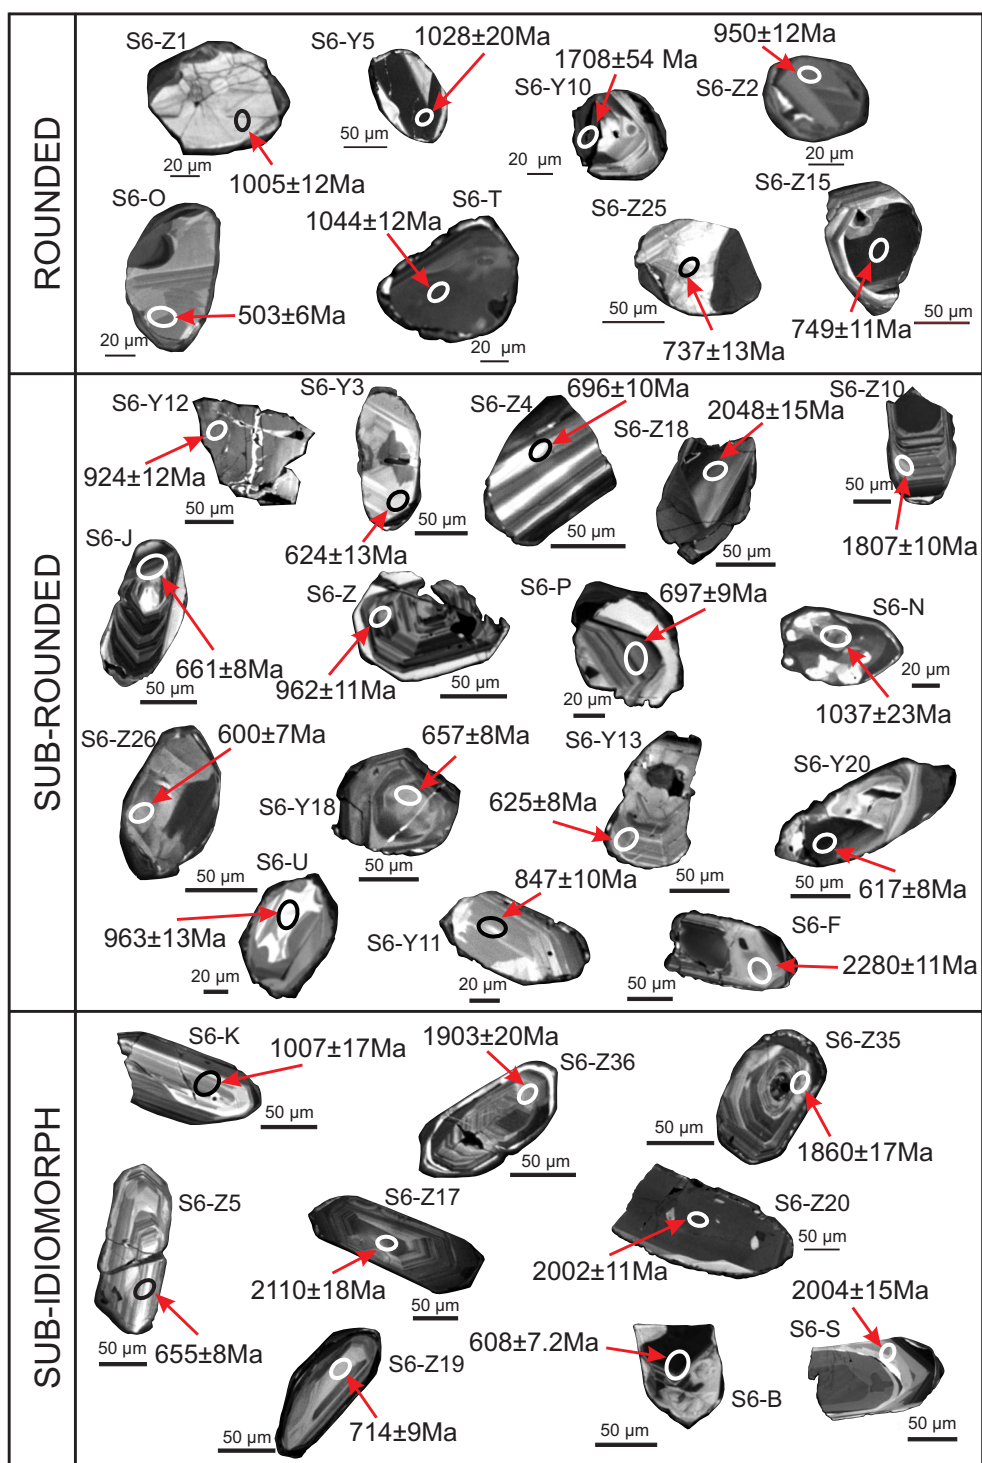 ROUNDED
S6-Z1
S6-Y5
1028±20Ma
1708±54 Ma
S6-Y10
950±12Ma
S6-Z2
50 µm
20 µm
20 µm
20 µm
1005±12Ma
S6-O
1044±12Ma
S6-T
S6-Z25
S6-Z15
503±6Ma
20 µm
20 µm
50 µm
737±13Ma
749±11Ma
50 µm
SUB-ROUNDED
S6-Y12
S6-Y3
S6-Z4
696±10Ma
S6-Z18
2048±15Ma
S6-Z10
924±12Ma
50 µm
624±13Ma
50 µm
50 µm
50 µm
50 µm
1807±10Ma
S6-J
661±8Ma
50 µm
S6-Z
962±11Ma
50 µm
S6-P
697±9Ma
20 µm
S6-N
20 µm
1037±23Ma
S6-Z26
600±7Ma
50 µm
657±8Ma
S6-Y18
50 µm
S6-Y13
625±8Ma
50 µm
S6-Y20
50 µm
617±8Ma
S6-U
963±13Ma
20 µm
847±10Ma
S6-Y11
20 µm
S6-F
2280±11Ma
50 µm
SUB-IDIOMORPH
S6-K
1007±17Ma
50 µm
1903±20Ma
S6-Z36
50 µm
S6-Z35
50 µm
1860±17Ma
S6-Z5
50 µm
655±8Ma
S6-Z17
2110±18Ma
50 µm
S6-Z20
2002±11Ma
50 µm
S6-Z19
714±9Ma
50 µm
608±7.2Ma
S6-B
50 µm
2004±15Ma
S6-S
50 µm